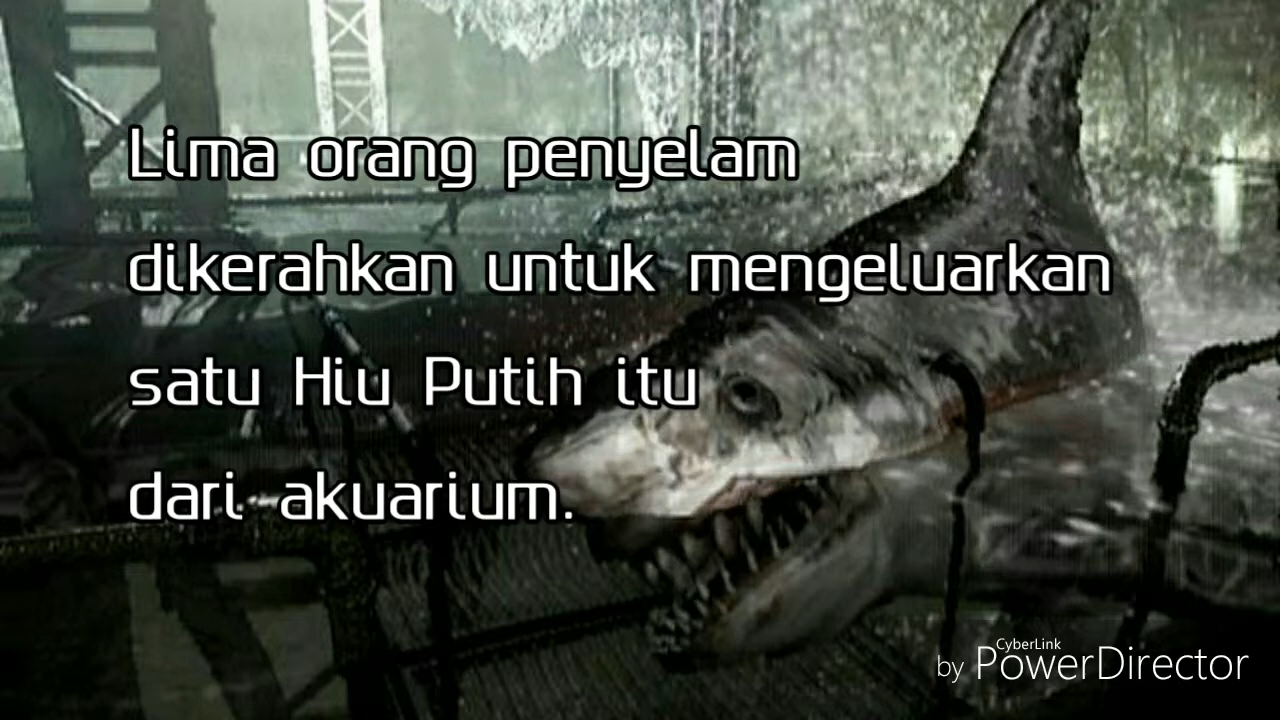 Lima orang penyelam
dikerahkan untuk mengeluarkan
satu Hiu Putih itu
dari akuarium.
CyberLink
by PowerDirector